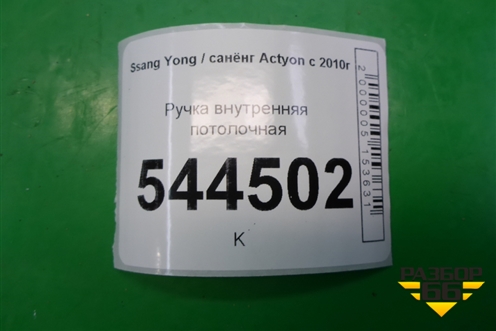 Ssang Yong / санёнг Actyon с 2010г
Ручка внутренняя
потолочная
544502
К
2000005153631
РАЗБОР
66